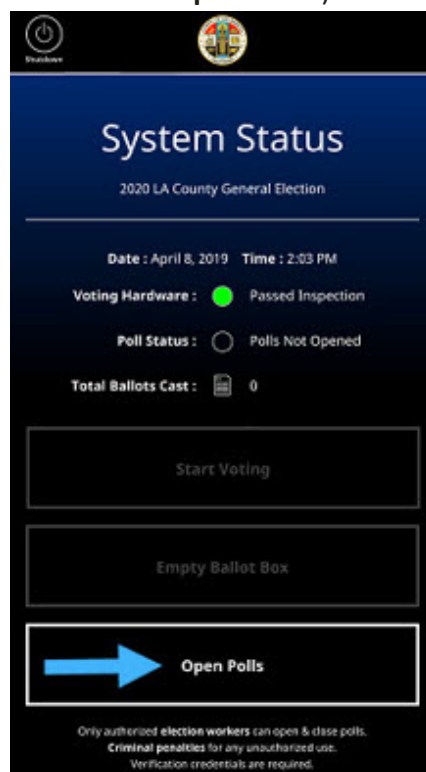 Shutdown
System Status
2020 LA County General Election
Date : April 8, 2019 Time : 2:03 PM
Voting Hardware : Passed Inspection
Poll Status : Polls Not Opened
Total Ballots Cast : 0
Start Voting
Empty Ballot Box
Open Polls
Only authorized election workers can open & close polls.
Criminal penalties for any unauthorized use.
Verification credentials are required.